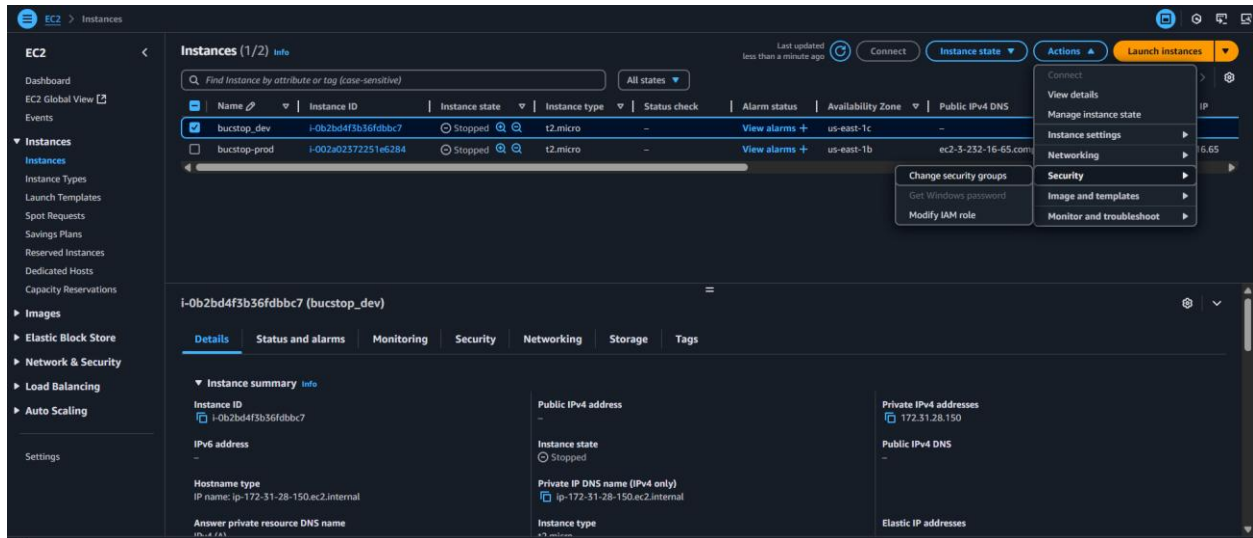 EC2 > Instances
EC2
Dashboard
EC2 Global View
Events
Instances
Instances
Instance Types
Launch Templates
Spot Requests
Savings Plans
Reserved Instances
Dedicated Hosts
Capacity Reservations
Images
Elastic Block Store
Network & Security
Load Balancing
Auto Scaling
Settings
Instances (1/2) Info
Last updated
less than a minute ago
Connect
Instance state
Actions
Launch instances
Find Instance by attribute or tag (case-sensitive)
All states
Name Instance ID Instance state Instance type Status check Alarm status Availability Zone Public IPv4 DNS IP
bucstop_dev i-0b2bd4f3b36fdbbc7 Stopped t2.micro – View alarms + us-east-1c –
bucstop-prod i-002a02372251e6284 Stopped t2.micro – View alarms + us-east-1b ec2-3-232-16-65.com 16.65
Connect
View details
Manage instance state
Instance settings
Networking
Security
Image and templates
Monitor and troubleshoot
Change security groups
Get Windows password
Modify IAM role
i-0b2bd4f3b36fdbbc7 (bucstop_dev)
Details Status and alarms Monitoring Security Networking Storage Tags
Instance summary Info
Instance ID
i-0b2bd4f3b36fdbbc7
Public IPv4 address
–
Private IPv4 addresses
172.31.28.150
IPv6 address
–
Instance state
Stopped
Public IPv4 DNS
–
Hostname type
IP name: ip-172-31-28-150.ec2.internal
Private IP DNS name (IPv4 only)
ip-172-31-28-150.ec2.internal
Answer private resource DNS name
IPv4 (A)
Instance type
t2.micro
Elastic IP addresses